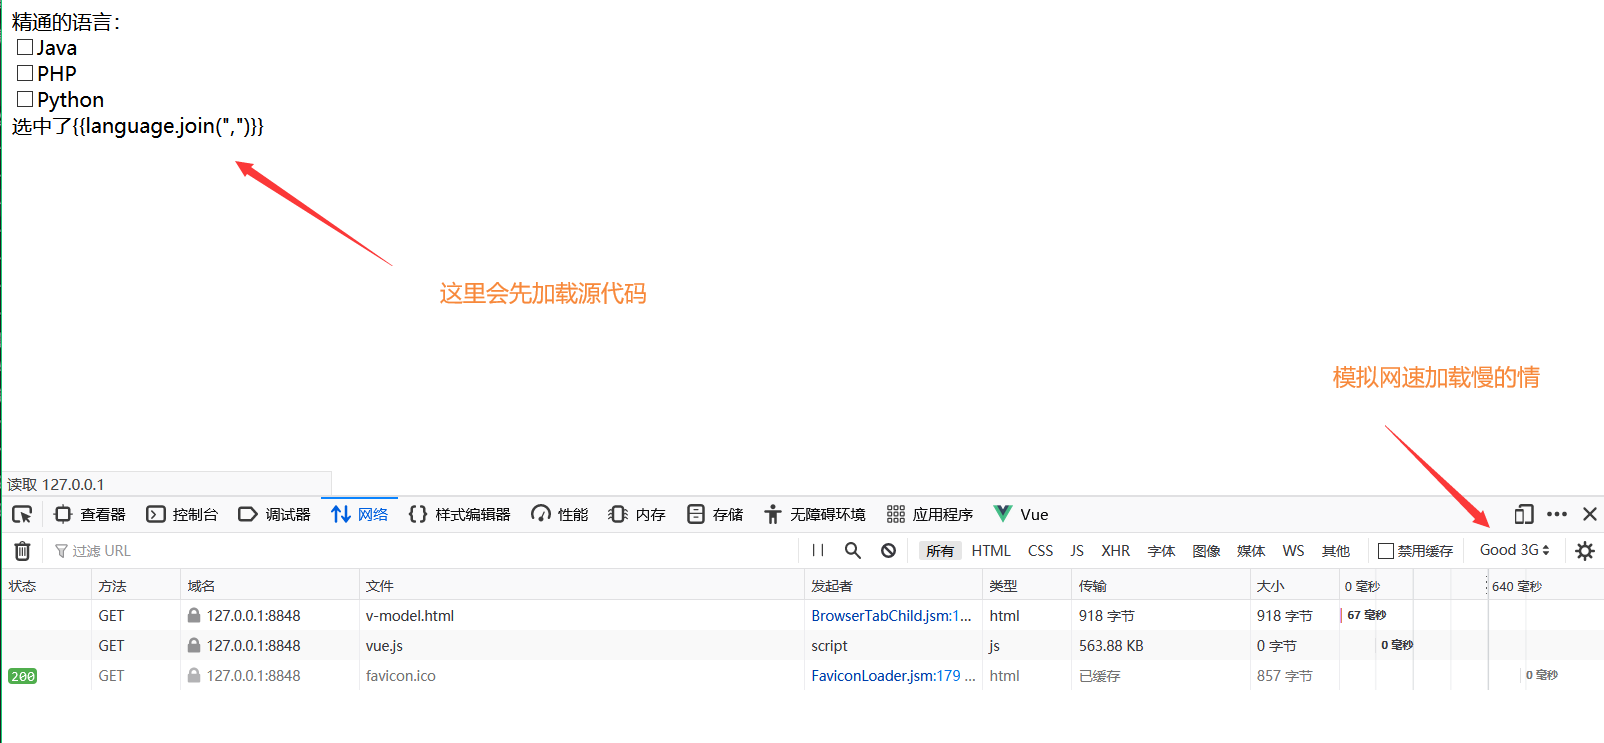 精通的语言：
Java
PHP
Python
选中了{{language.join(",")}}
这里会先加载源代码
模拟网速加载慢的情
读取 127.0.0.1
查看器 控制台 调试器 网络 样式编辑器 性能 内存 存储 无障碍环境 应用程序 Vue
过滤 URL 所有 HTML CSS JS XHR 字体 图像 媒体 WS 其他 禁用缓存 Good 3G
状态 方法 域名 文件 发起者 类型 传输 大小 0 毫秒 640 毫秒
GET 127.0.0.1:8848 v-model.html BrowserTabChild.jsm:1... html 918 字节 918 字节 67 毫秒
GET 127.0.0.1:8848 vue.js script js 563.88 KB 0 字节 0 毫秒
200 GET 127.0.0.1:8848 favicon.ico FaviconLoader.jsm:179 ... html 已缓存 857 字节 0 毫秒